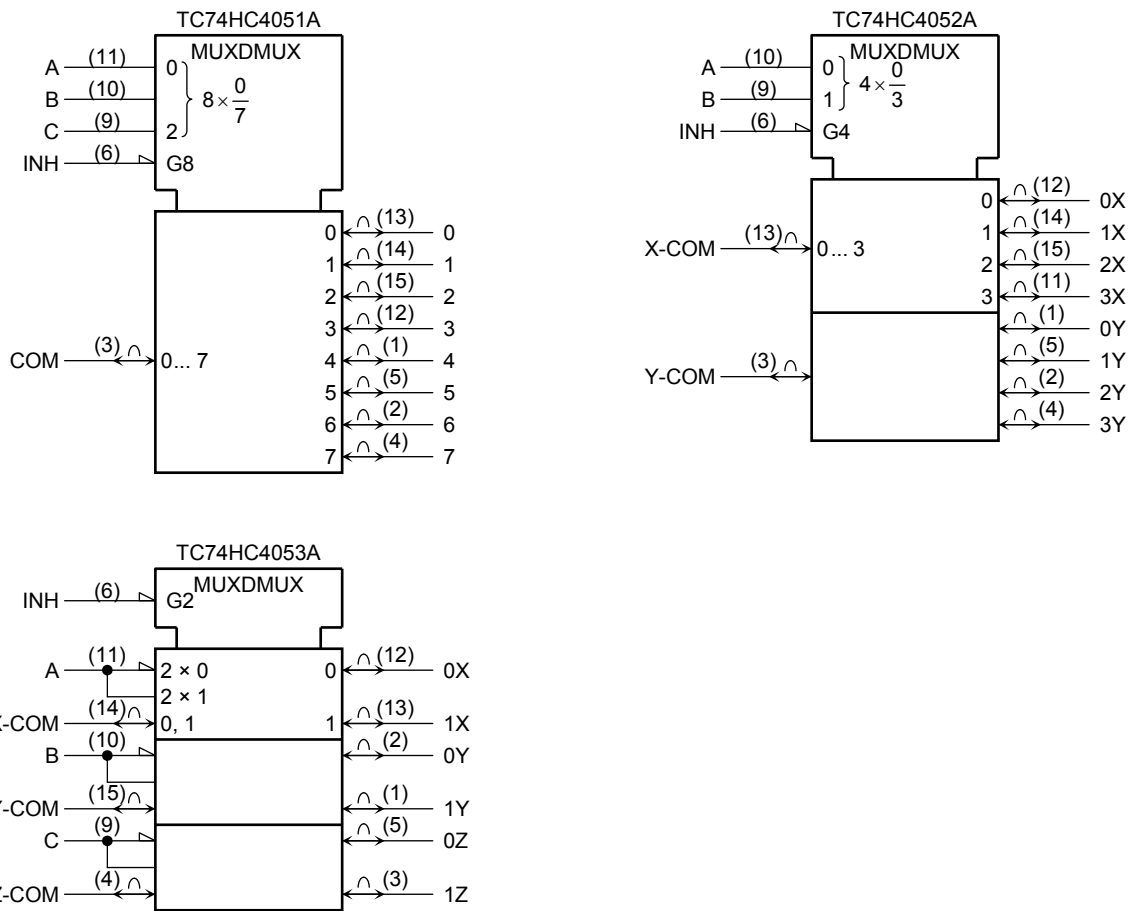 TC74HC4051A
MUXDMUX
A (11) 0
B (10) 8 × 0/7
C (9) 2
INH (6) G8
0 (13) 0
1 (14) 1
2 (15) 2
3 (12) 3
COM (3) 0... 7 4 (1) 4
5 (5) 5
6 (2) 6
7 (4) 7
TC74HC4052A
MUXDMUX
A (10) 0 4 × 0/3
B (9) 1
INH (6) G4
0 (12) 0X
1 (14) 1X
X-COM (13) 0... 3
2 (15) 2X
3 (11) 3X
(1) 0Y
(5) 1Y
Y-COM (3)
(2) 2Y
(4) 3Y
TC74HC4053A
MUXDMUX
INH (6) G2
A (11) 2 × 0 0 (12) 0X
2 × 1
X-COM (14) 0, 1 1 (13) 1X
B (10) (2) 0Y
Y-COM (15) (1) 1Y
C (9) (5) 0Z
Z-COM (4) (3) 1Z